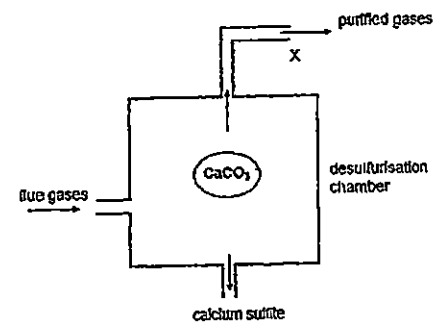 purified gases
X
CaCO₃
desulfurisation
chamber
flue gases
calcium sulfite